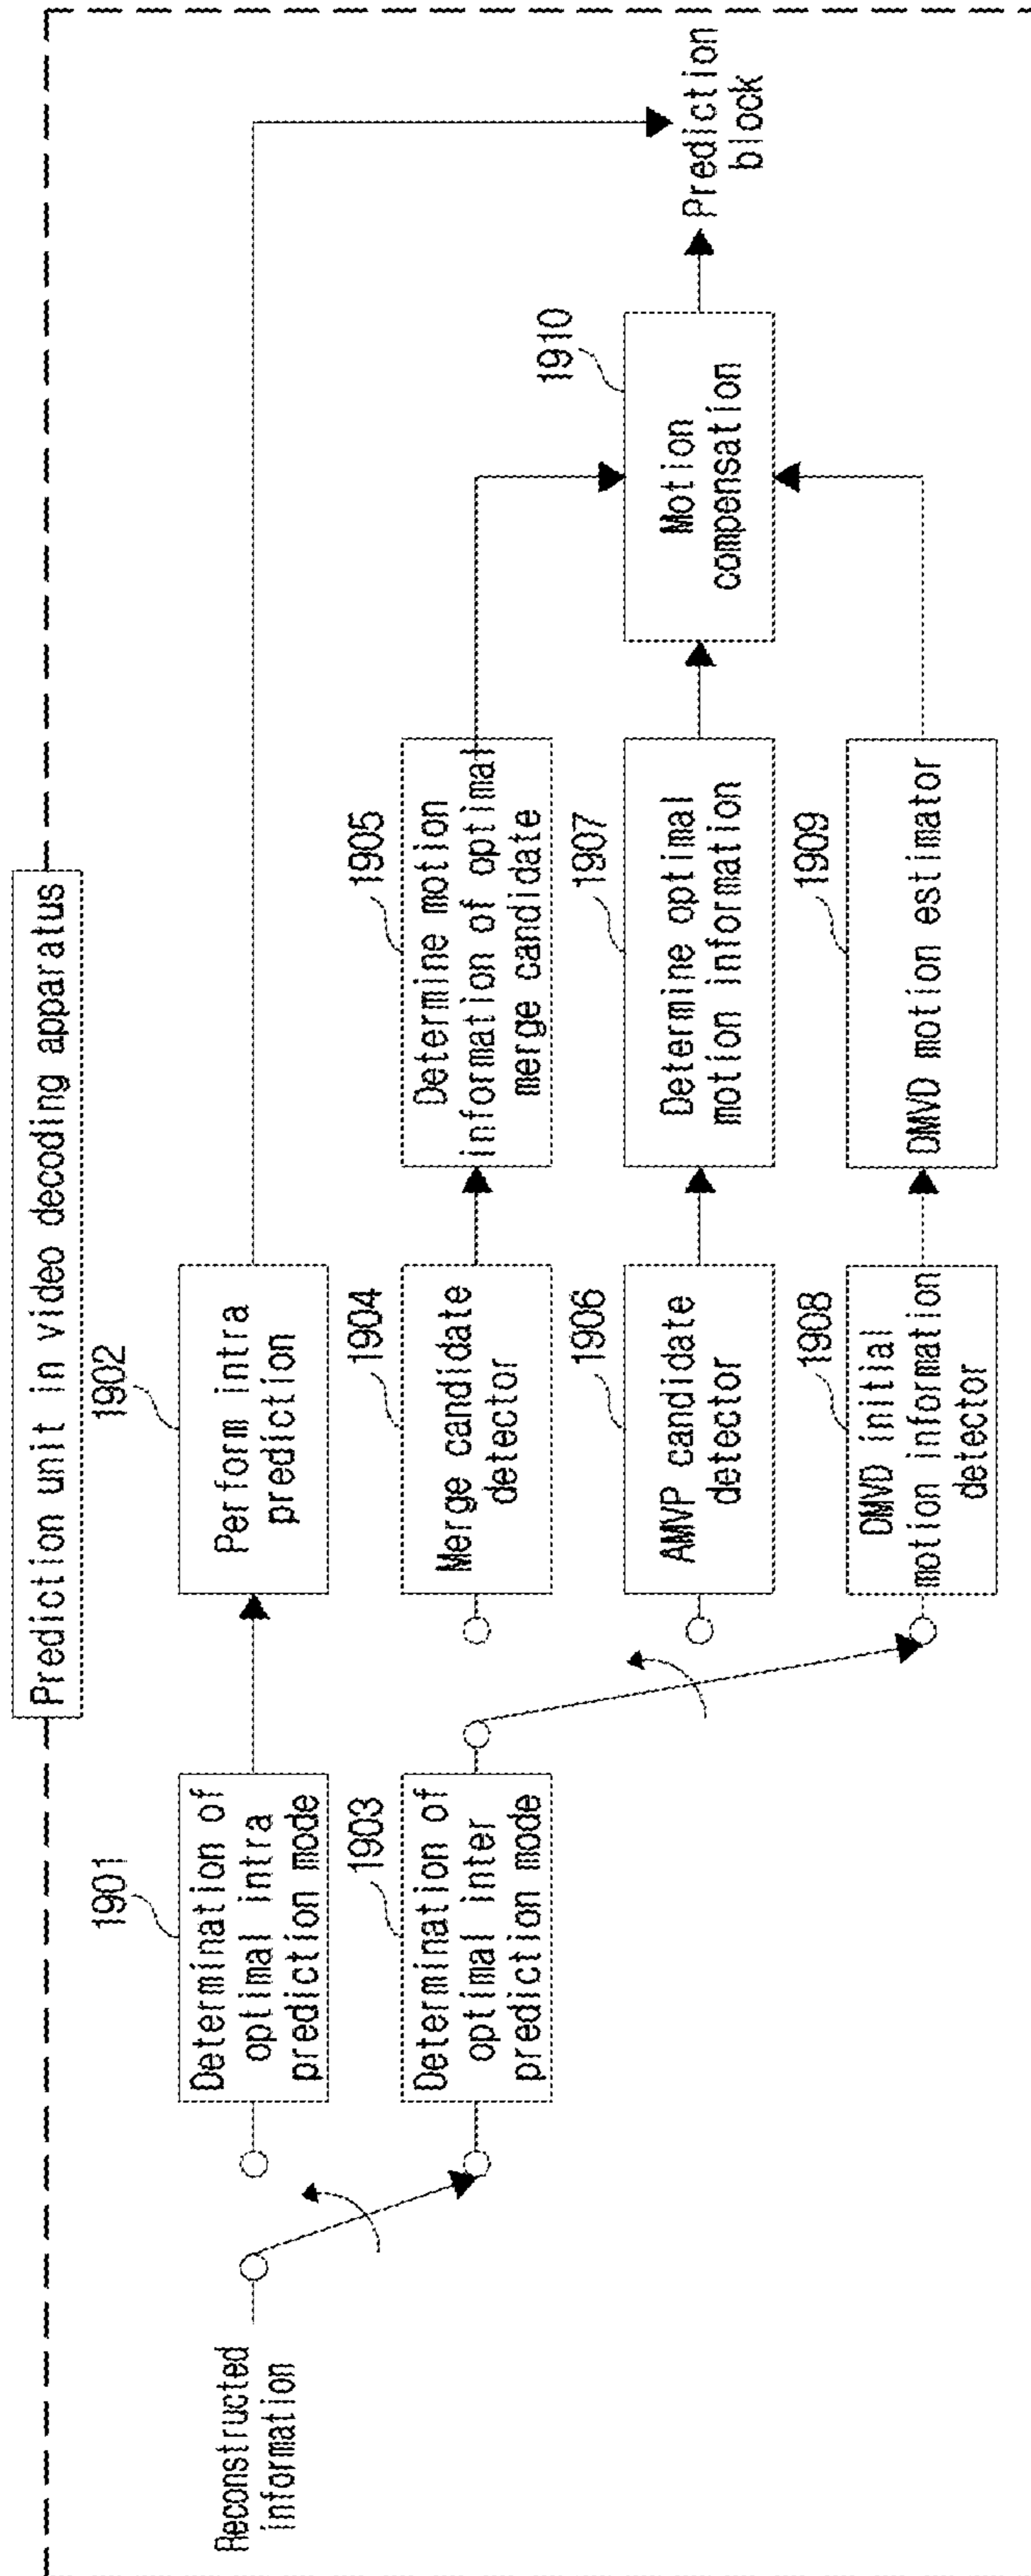 Prediction unit in video decoding apparatus
Reconstructed
information
1901
Determination of
optimal intra
prediction mode
1902
Perform intra
prediction
1903
Determination of
optimal inter
prediction mode
1904
Merge candidate
detector
1905
Determine motion
information of optimal
merge candidate
1906
AMVP candidate
detector
1907
Determine optimal
motion information
1908
DMVD initial
motion information
detector
1909
DMVD motion estimator
1910
Motion
compensation
Prediction
block